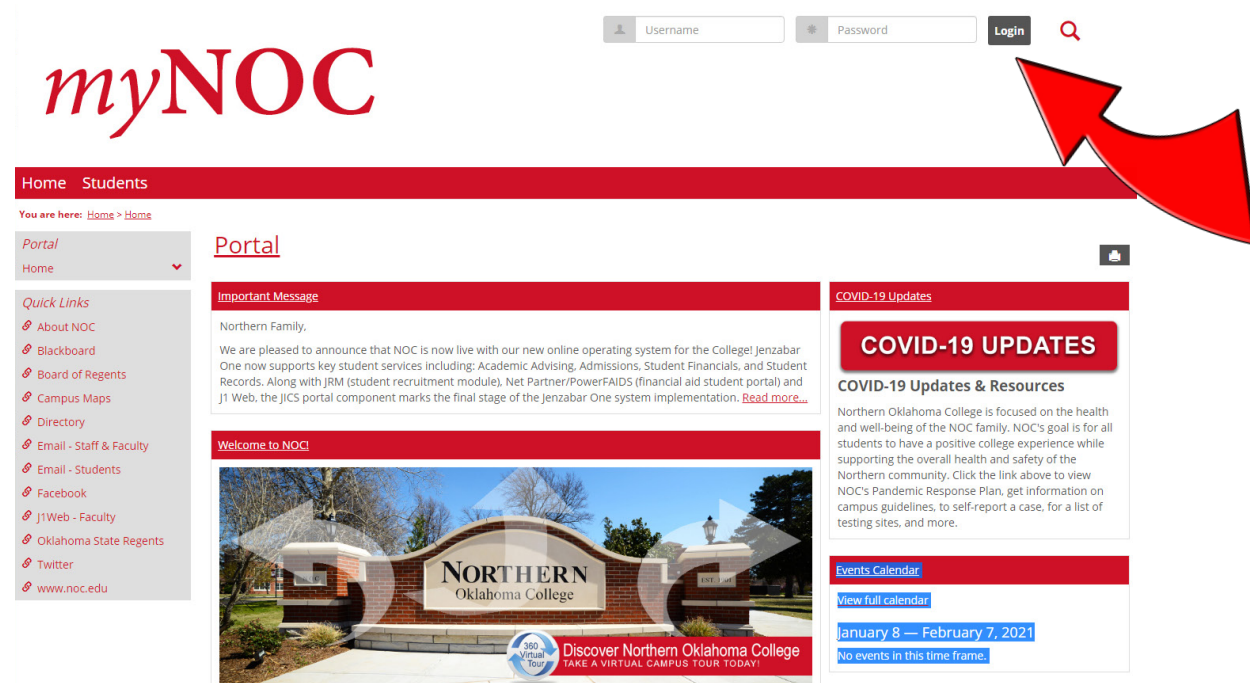 Username
Password
Login
myNOC
Home Students
You are here: Home > Home
Portal
Home
Quick Links
About NOC
Blackboard
Board of Regents
Campus Maps
Directory
Email - Staff & Faculty
Email - Students
Facebook
J1Web - Faculty
Oklahoma State Regents
Twitter
www.noc.edu
Portal
Important Message
Northern Family,
We are pleased to announce that NOC is now live with our new online operating system for the College! Jenzabar
One now supports key student services including: Academic Advising, Admissions, Student Financials, and Student
Records. Along with JRM (student recruitment module), Net Partner/PowerFAIDS (financial aid student portal) and
J1 Web, the JICS portal component marks the final stage of the Jenzabar One system implementation. Read more...
Welcome to NOC!
NORTHERN
Oklahoma College
EST. 1901
360
Virtual
Tour
Discover Northern Oklahoma College
TAKE A VIRTUAL CAMPUS TOUR TODAY!
COVID-19 Updates
COVID-19 UPDATES
COVID-19 Updates & Resources
Northern Oklahoma College is focused on the health
and well-being of the NOC family. NOC's goal is for all
students to have a positive college experience while
supporting the overall health and safety of the
Northern community. Click the link above to view
NOC's Pandemic Response Plan, get information on
campus guidelines, to self-report a case, for a list of
testing sites, and more.
Events Calendar
View full calendar
January 8 — February 7, 2021
No events in this time frame.